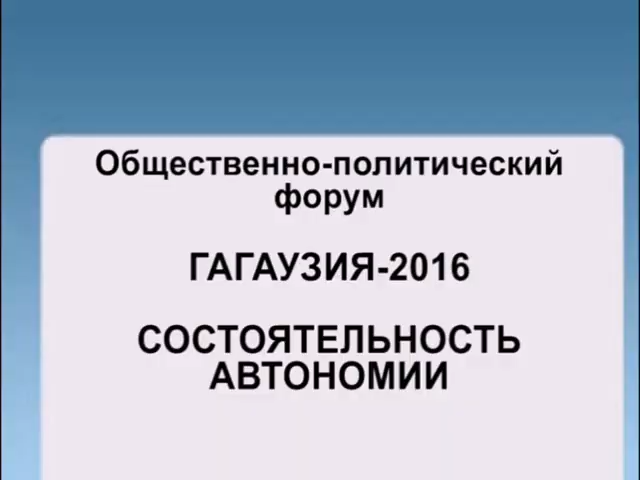 Общественно-политический
форум
ГАГАУЗИЯ-2016
СОСТОЯТЕЛЬНОСТЬ
АВТОНОМИИ